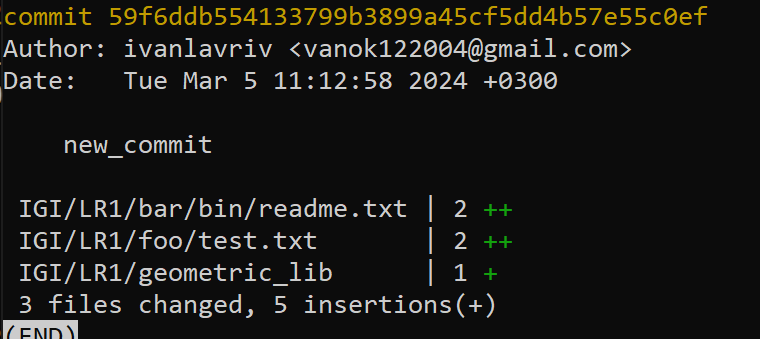 commit 59f6ddb554133799b3899a45cf5dd4b57e55c0ef
Author: ivanlavriv <vanok122004@gmail.com>
Date:   Tue Mar 5 11:12:58 2024 +0300

    new_commit

 IGI/LR1/bar/bin/readme.txt | 2 ++
 IGI/LR1/foo/test.txt       | 2 ++
 IGI/LR1/geometric_lib      | 1 +
 3 files changed, 5 insertions(+)
(END)